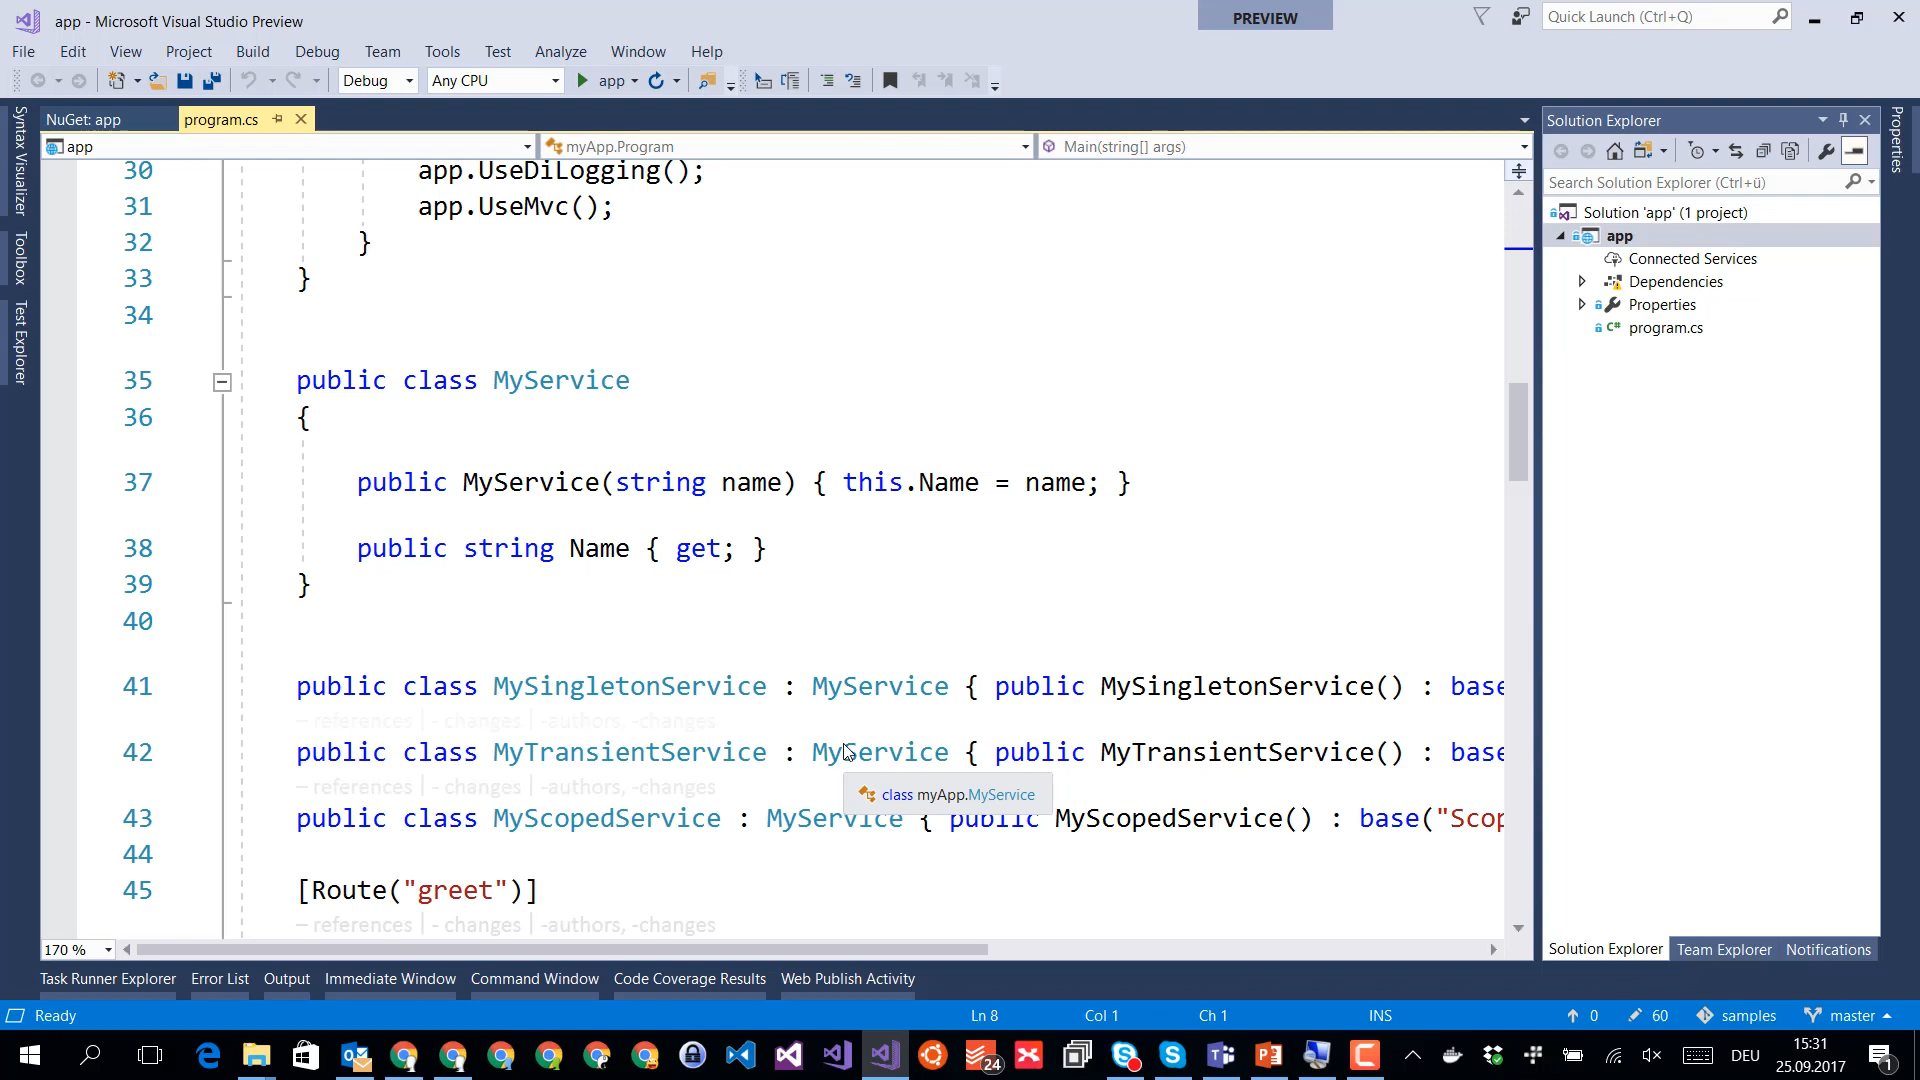 app - Microsoft Visual Studio Preview
PREVIEW
Quick Launch (Ctrl+Q)
File Edit View Project Build Debug Team Tools Test Analyze Window Help
Debug Any CPU app
NuGet: app program.cs
app myApp.Program Main(string[] args)
Syntax Visualizer
Toolbox
Test Explorer
30 app.UseDiLogging();
31 app.UseMvc();
32 }
33 }
34
35 public class MyService
36 {
37 public MyService(string name) { this.Name = name; }
38 public string Name { get; }
39 }
40
41 public class MySingletonService : MyService { public MySingletonService() : base
– references | - changes | -authors, -changes
42 public class MyTransientService : MyService { public MyTransientService() : base
– references | - changes | -authors, -changes
class myApp.MyService
43 public class MyScopedService : MyService { public MyScopedService() : base("Scop
44
45 [Route("greet")]
– references | - changes | -authors, -changes
170 %
Solution Explorer
Search Solution Explorer (Ctrl+ü)
Solution 'app' (1 project)
app
Connected Services
Dependencies
Properties
program.cs
Solution Explorer Team Explorer Notifications
Properties
Task Runner Explorer Error List Output Immediate Window Command Window Code Coverage Results Web Publish Activity
Ready Ln 8 Col 1 Ch 1 INS 0 60 samples master
24
DEU
15:31
25.09.2017
1